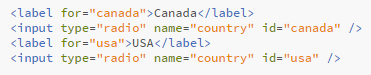 <label for="canada">Canada</label>
<input type="radio" name="country" id="canada" />
<label for="usa">USA</label>
<input type="radio" name="country" id="usa" />